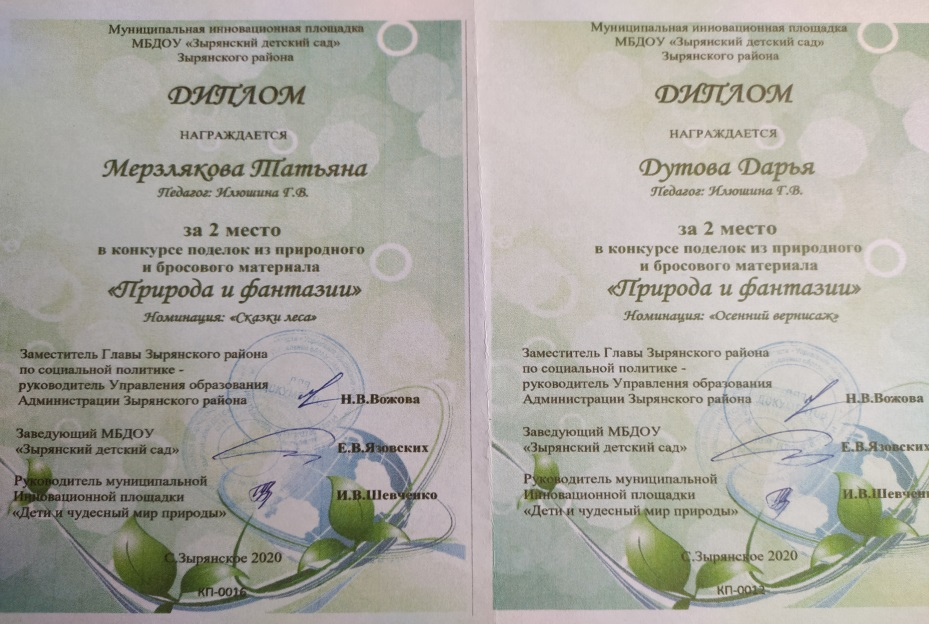 Муниципальная инновационная площадка
МБДОУ «Зырянский детский сад»
Зырянского района
ДИПЛОМ
НАГРАЖДАЕТСЯ
Мерзлякова Татьяна
Педагог: Илюшина Г.В.
за 2 место
в конкурсе поделок из природного
и бросового материала
«Природа и фантазии»
Номинация: «Сказки леса»
Заместитель Главы Зырянского района
по социальной политике -
руководитель Управления образования
Администрации Зырянского района
Н.В.Вожова
Заведующий МБДОУ
«Зырянский детский сад»
Е.В.Язовских
Руководитель муниципальной
Инновационной площадки
«Дети и чудесный мир природы»
И.В.Шевченко
С.Зырянское 2020
КП-0016
Муниципальная инновационная площадка
МБДОУ «Зырянский детский сад»
Зырянского района
ДИПЛОМ
НАГРАЖДАЕТСЯ
Дутова Дарья
Педагог: Илюшина Г.В.
за 2 место
в конкурсе поделок из природного
и бросового материала
«Природа и фантазии»
Номинация: «Осенний вернисаж»
Заместитель Главы Зырянского района
по социальной политике -
руководитель Управления образования
Администрации Зырянского района
Н.В.Вожова
Заведующий МБДОУ
«Зырянский детский сад»
Е.В.Язовских
Руководитель муниципальной
Инновационной площадки
«Дети и чудесный мир природы»
И.В.Шевченк
С.Зырянское 2020